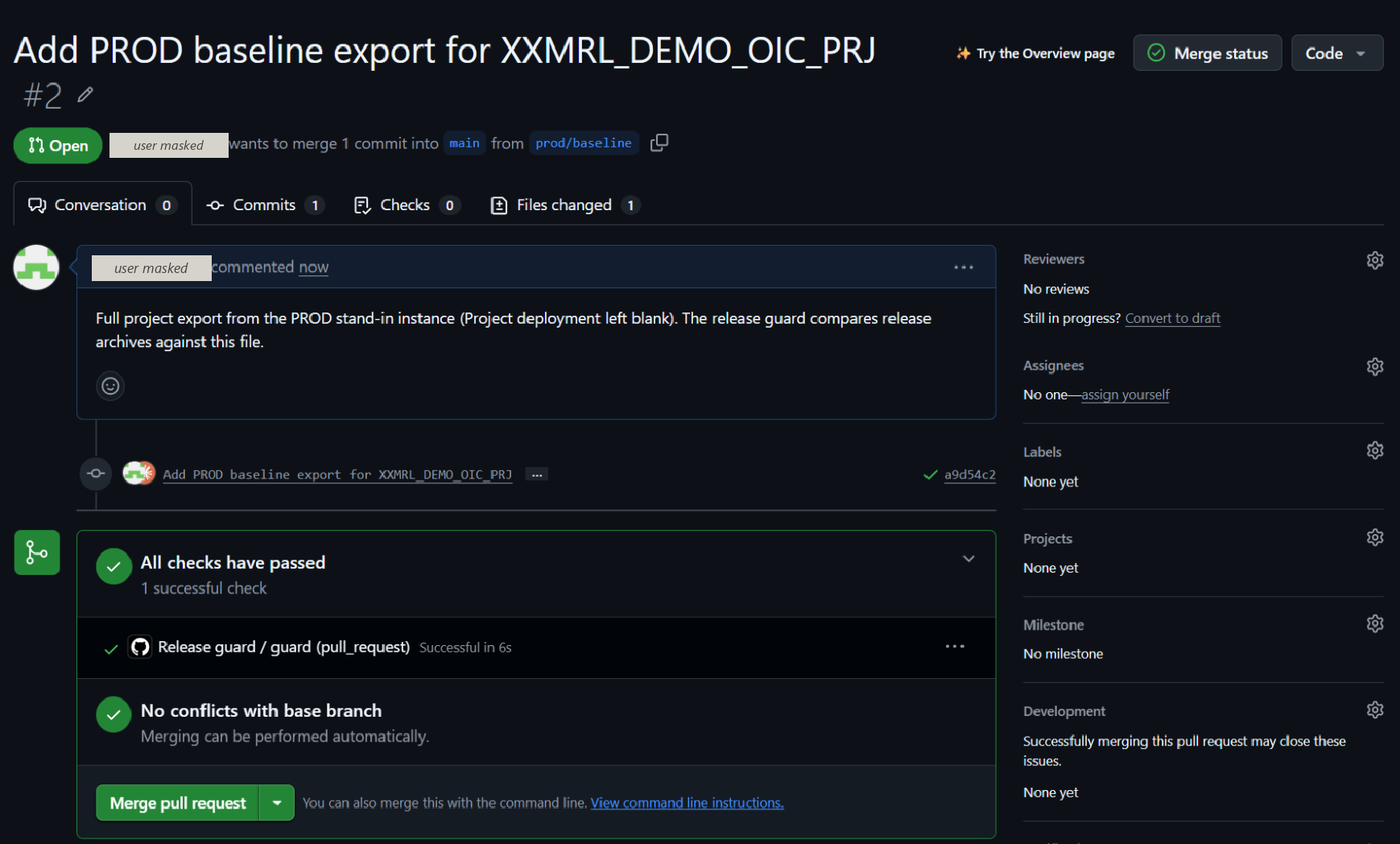 Add PROD baseline export for XXMRL_DEMO_OIC_PRJ
#2
✨ Try the Overview page
Merge status
Code
Open
user masked
wants to merge 1 commit into main from prod/baseline
Conversation 0
Commits 1
Checks 0
Files changed 1
user masked
commented now
Full project export from the PROD stand-in instance (Project deployment left blank). The release guard compares release
archives against this file.
Add PROD baseline export for XXMRL_DEMO_OIC_PRJ ...
a9d54c2
All checks have passed
1 successful check
Release guard / guard (pull_request) Successful in 6s
No conflicts with base branch
Merging can be performed automatically.
Merge pull request
You can also merge this with the command line. View command line instructions.
Reviewers
No reviews
Still in progress? Convert to draft
Assignees
No one—assign yourself
Labels
None yet
Projects
None yet
Milestone
No milestone
Development
Successfully merging this pull request may close these
issues.
None yet